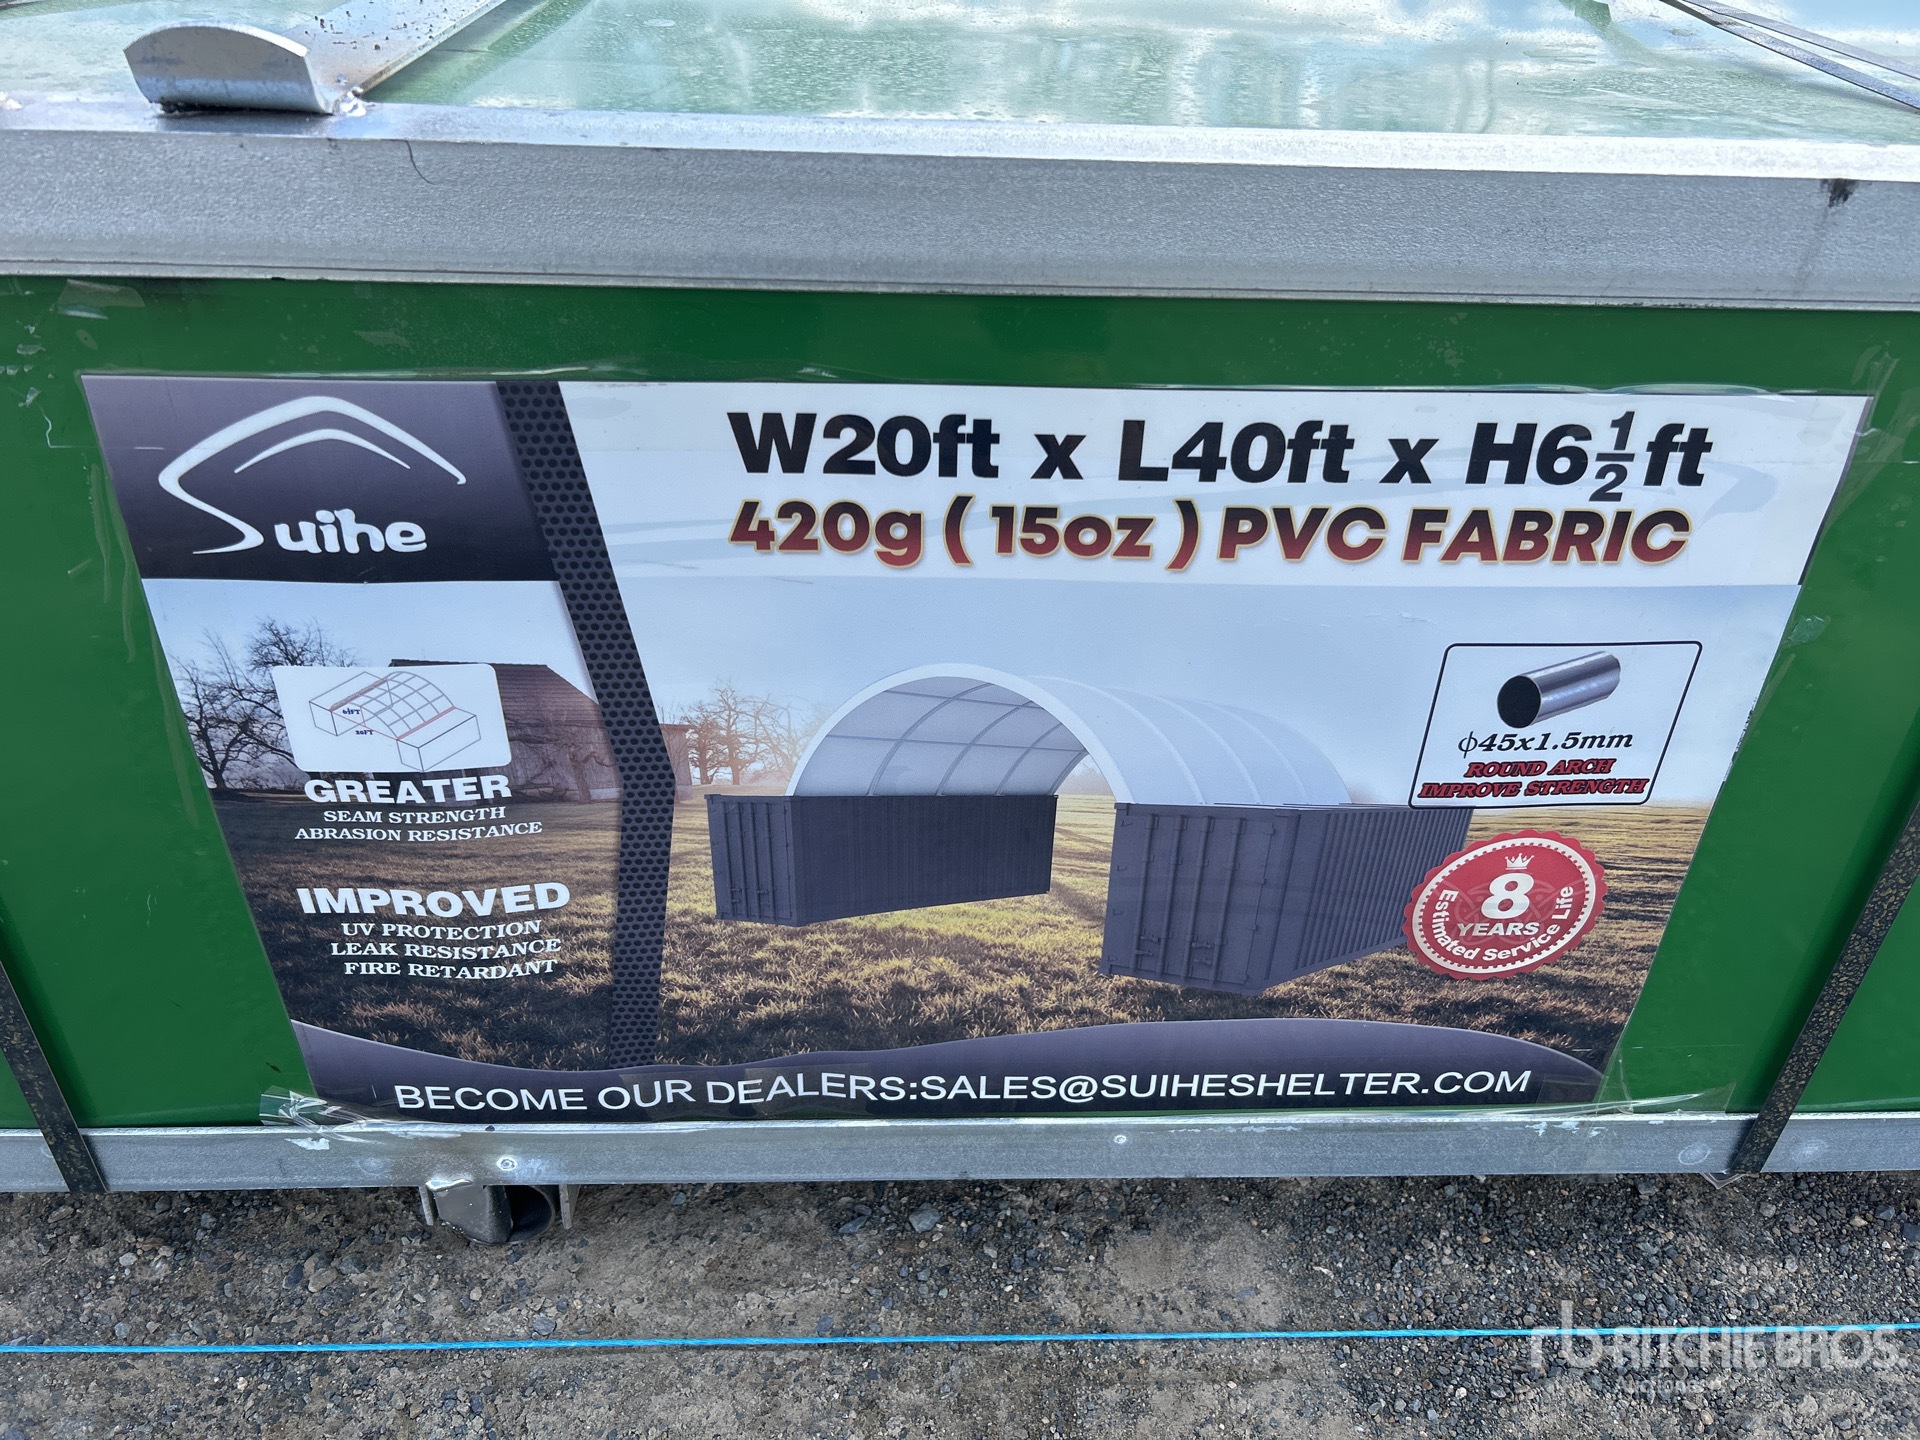 Suihe
W20ft x L40ft x H6½ft
420g (15oz) PVC FABRIC
GREATER
SEAM STRENGTH
ABRASION RESISTANCE
IMPROVED
UV PROTECTION
LEAK RESISTANCE
FIRE RETARDANT
ϕ45x1.5mm
ROUND ARCH
IMPROVE STRENGTH
8
YEARS
Estimated Service Life
BECOME OUR DEALERS:SALES@SUIHESHELTER.COM
rb RITCHIE BROS.
Auctioneers